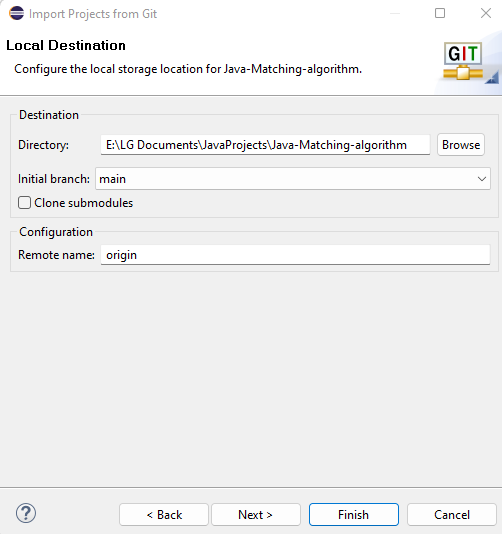 Import Projects from Git
Local Destination
Configure the local storage location for Java-Matching-algorithm.
GIT
Destination
Directory: E:\LG Documents\JavaProjects\Java-Matching-algorithm Browse
Initial branch: main
Clone submodules
Configuration
Remote name: origin
? < Back Next > Finish Cancel